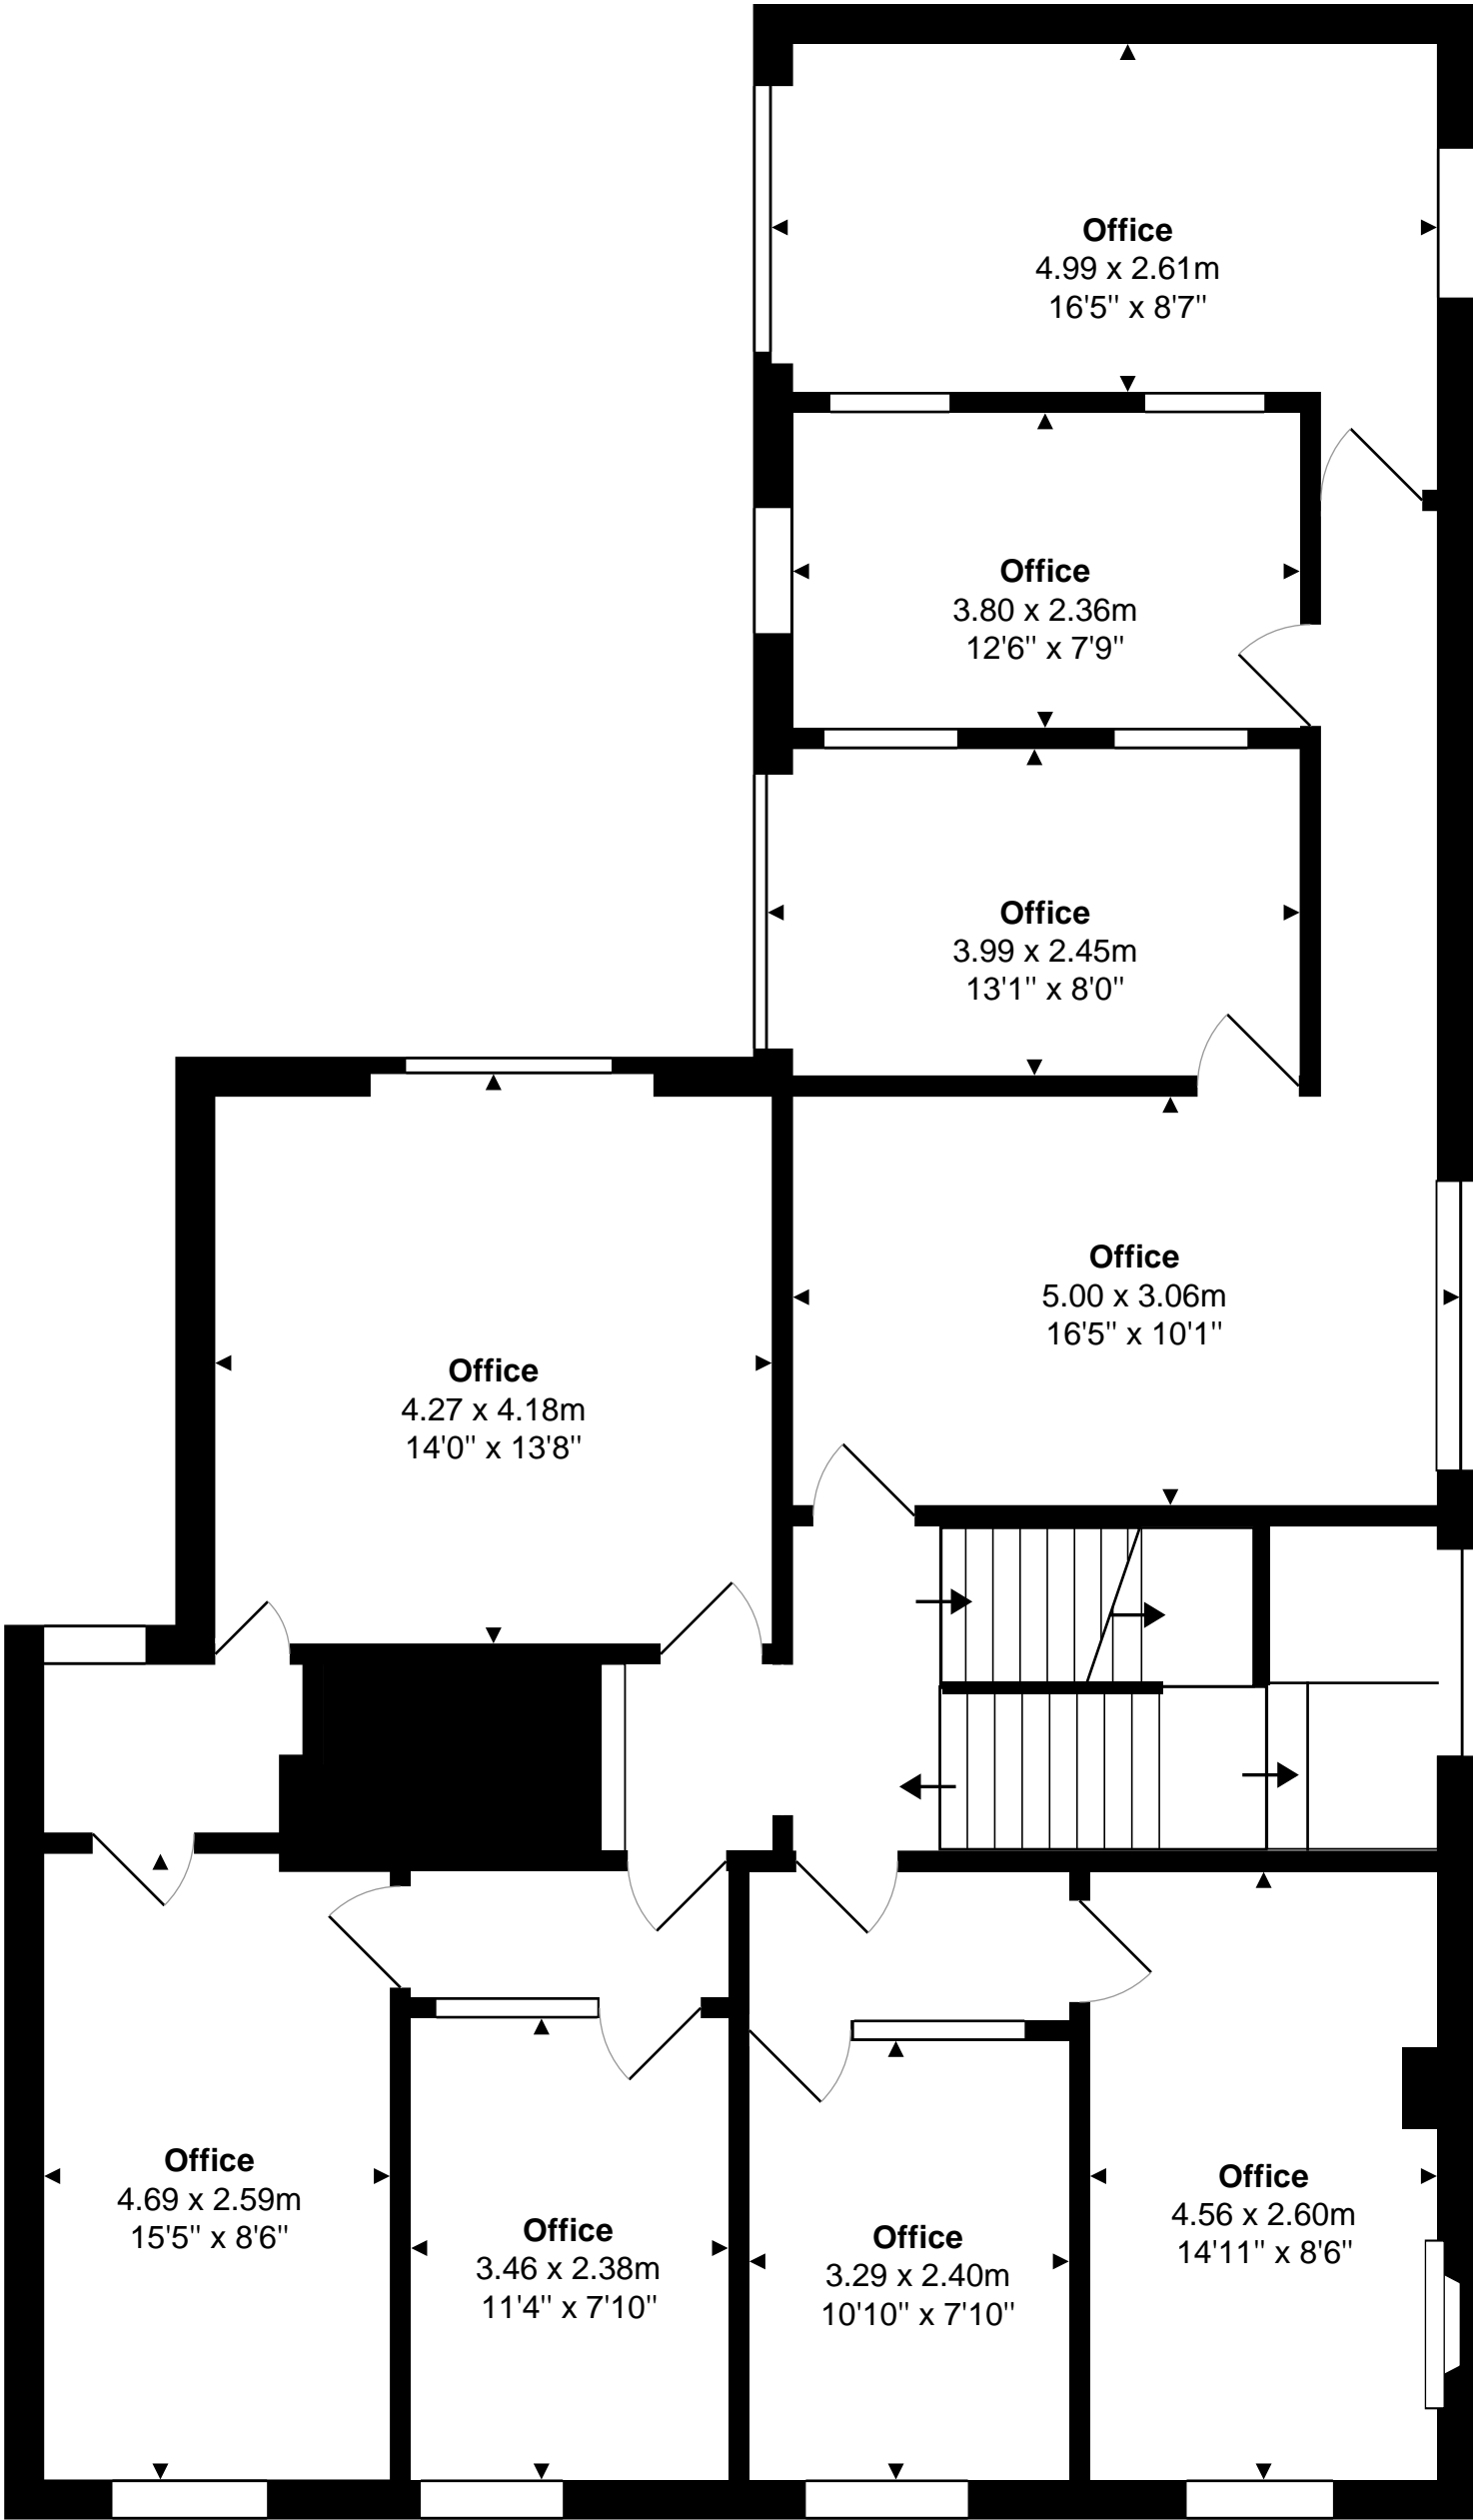 Office
4.99 x 2.61m
16'5" x 8'7"
Office
3.80 x 2.36m
12'6" x 7'9"
Office
3.99 x 2.45m
13'1" x 8'0"
Office
5.00 x 3.06m
16'5" x 10'1"
Office
4.27 x 4.18m
14'0" x 13'8"
Office
4.69 x 2.59m
15'5" x 8'6"
Office
3.46 x 2.38m
11'4" x 7'10"
Office
3.29 x 2.40m
10'10" x 7'10"
Office
4.56 x 2.60m
14'11" x 8'6"